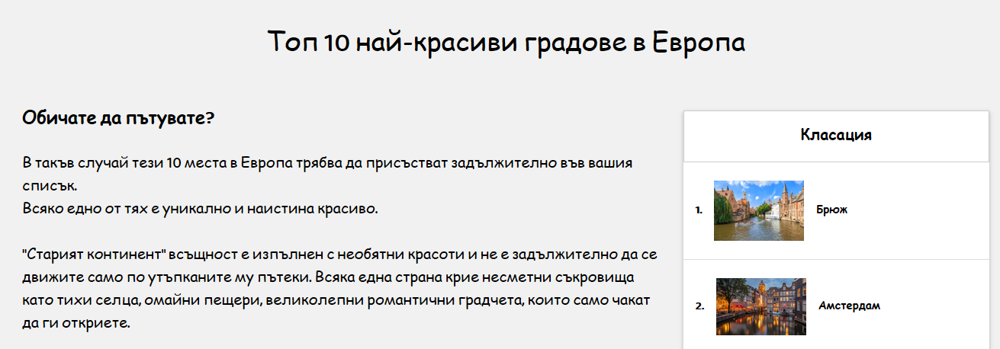 Топ 10 най-красиви градове в Европа
Обичате да пътувате?
В такъв случай тези 10 места в Европа трябва да присъстват задължително във вашия
списък.
Всяко едно от тях е уникално и наистина красиво.
"Старият континент" всъщност е изпълнен с необятни красоти и не е задължително да се
движите само по утъпканите му пътеки. Всяка една страна крие несметни съкровища
като тихи селца, омайни пещери, великолепни романтични градчета, които само чакат
да ги откриете.
Класация
1. Брюж
2. Амстердам